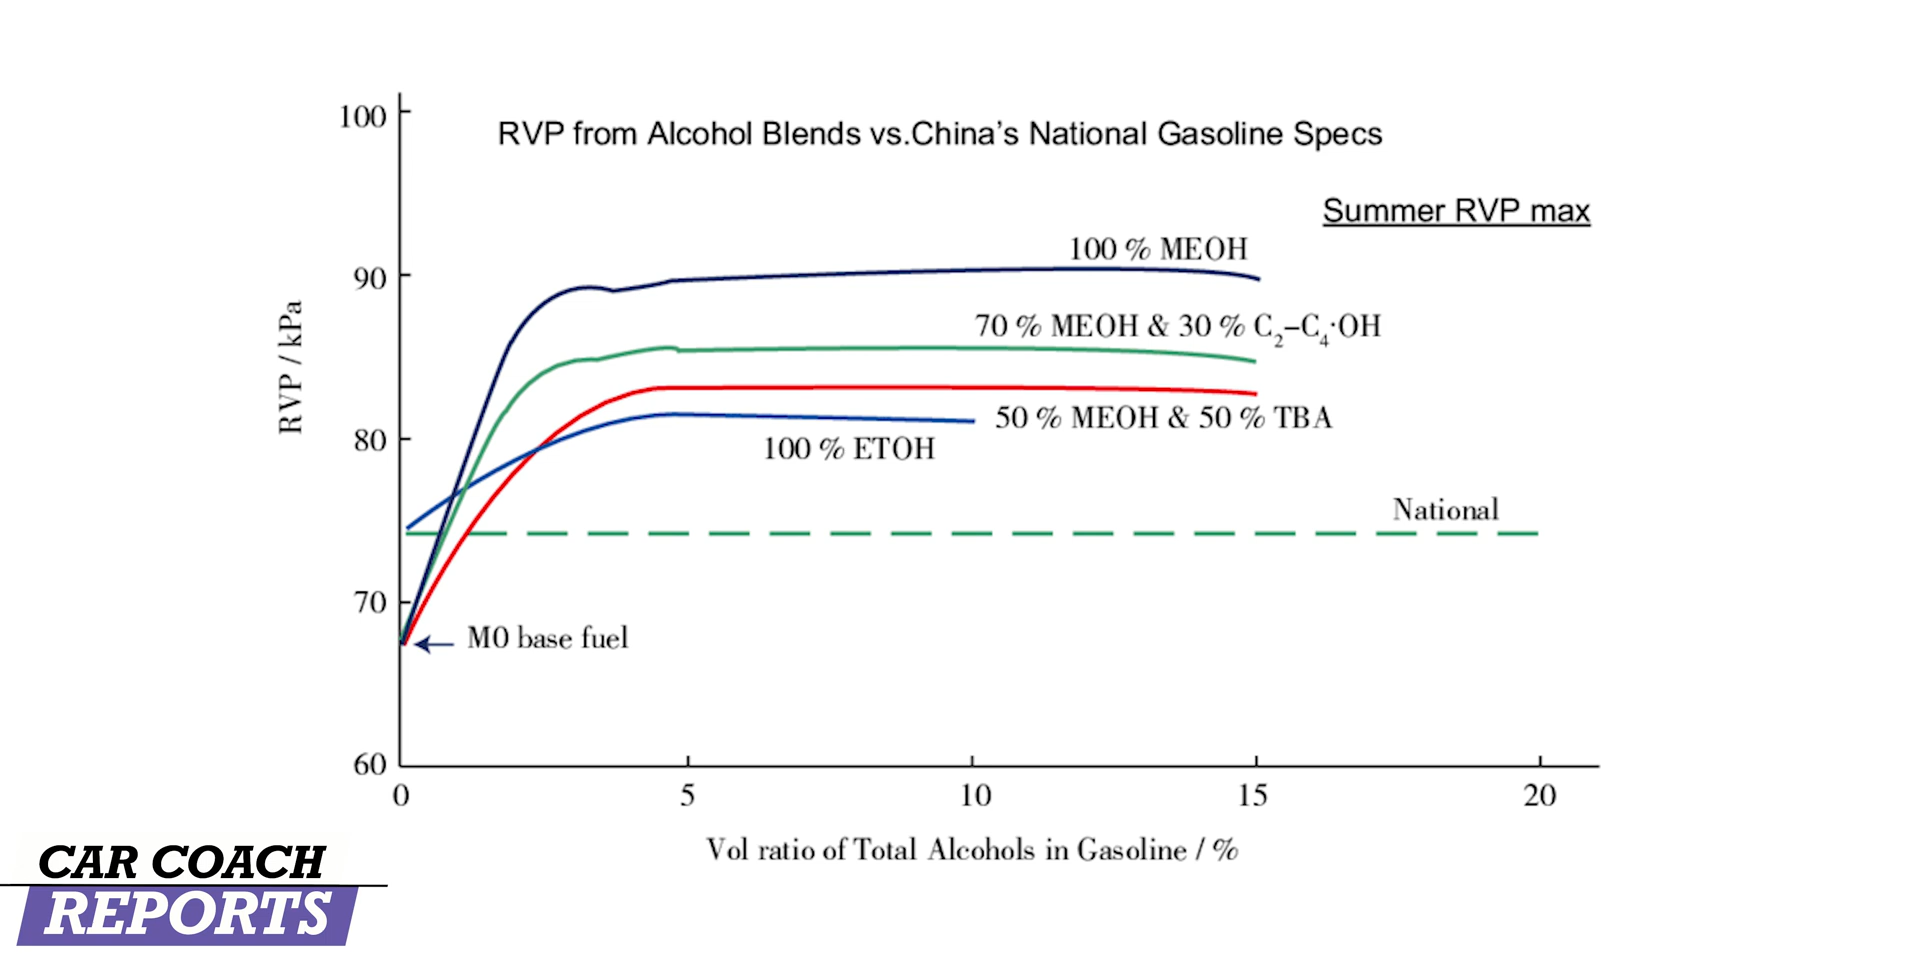 RVP from Alcohol Blends vs.China's National Gasoline Specs
Summer RVP max
100
90
80
70
60
RVP / kPa
100 % MEOH
70 % MEOH & 30 % C₂–C₄·OH
50 % MEOH & 50 % TBA
100 % ETOH
National
M0 base fuel
0 5 10 15 20
Vol ratio of Total Alcohols in Gasoline / %
CAR COACH
REPORTS